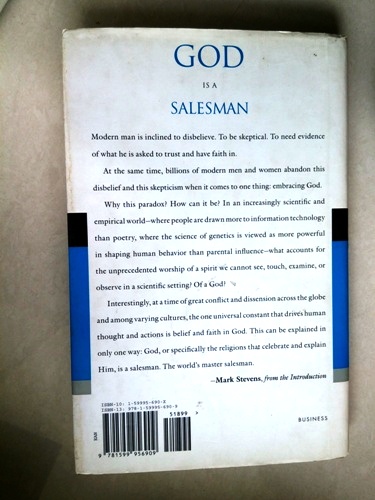 GOD
IS A
SALESMAN
Modern man is inclined to disbelieve. To be skeptical. To need evidence
of what he is asked to trust and have faith in.
At the same time, billions of modern men and women abandon this
disbelief and this skepticism when it comes to one thing: embracing God.
Why this paradox? How can it be? In an increasingly scientific and
empirical world—where people are drawn more to information technology
than poetry, where the science of genetics is viewed as more powerful
in shaping human behavior than parental influence—what accounts for
the unprecedented worship of a spirit we cannot see, touch, examine, or
observe in a scientific setting? Of a God?
Interestingly, at a time of great conflict and dissension across the globe
and among varying cultures, the one universal constant that drives human
thought and actions is belief and faith in God. This can be explained in
only one way: God, or specifically the religions that celebrate and explain
Him, is a salesman. The world's master salesman.
—Mark Stevens, from the Introduction
ISBN-10: 1-59995-690-X
ISBN-13: 978-1-59995-690-9
51899 >
EAN
9 781599 956909
BUSINESS